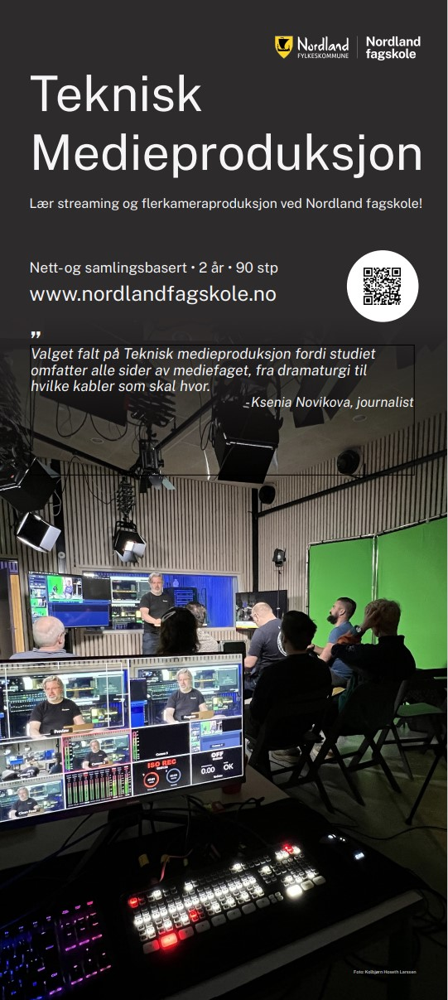 Nordland
FYLKESKOMMUNE
Nordland
fagskole
Teknisk
Medieproduksjon
Lær streaming og flerkameraproduksjon ved Nordland fagskole!
Nett- og samlingsbasert • 2 år • 90 stp
www.nordlandfagskole.no
”
Valget falt på Teknisk medieproduksjon fordi studiet
omfatter alle sider av mediefaget, fra dramaturgi til
hvilke kabler som skal hvor.
-Ksenia Novikova, journalist
Preview
Program
ISO REC
OFF
0.00
OK
Foto: Kolbjørn Hoseth Larssen